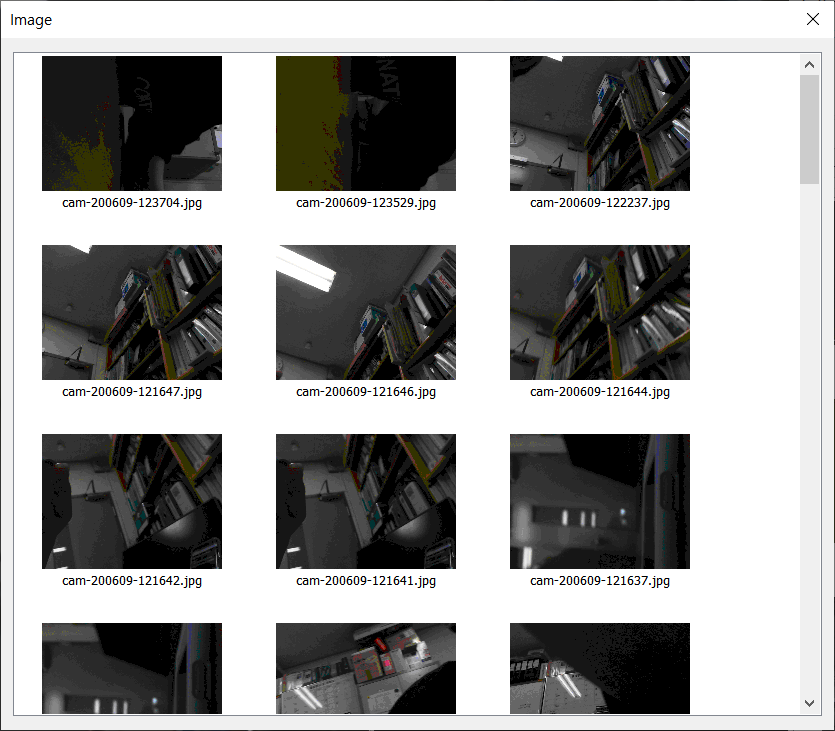 Image
NAT
cam-200609-123704.jpg
cam-200609-123529.jpg
cam-200609-122237.jpg
cam-200609-121647.jpg
cam-200609-121646.jpg
cam-200609-121644.jpg
cam-200609-121642.jpg
cam-200609-121641.jpg
cam-200609-121637.jpg